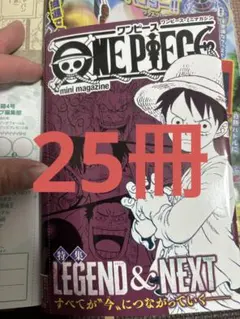 ワンピース・ミニマガジン
ワンピース
ONE PIECE
mini magazine
25冊
特集
LEGEND & NEXT
すべてが"今"につながっていく